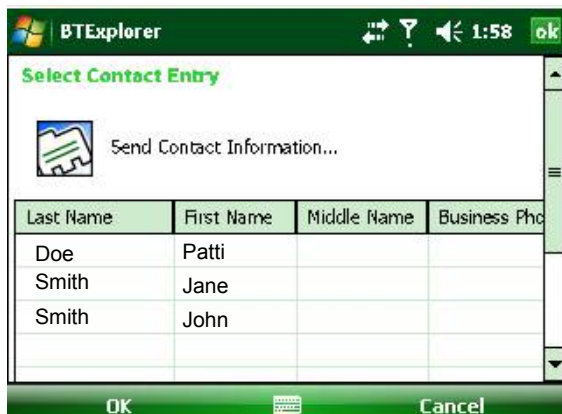 BTExplorer 1:58 ok
Select Contact Entry
Send Contact Information...
Last Name First Name Middle Name Business Pho
Doe Patti
Smith Jane
Smith John
OK Cancel